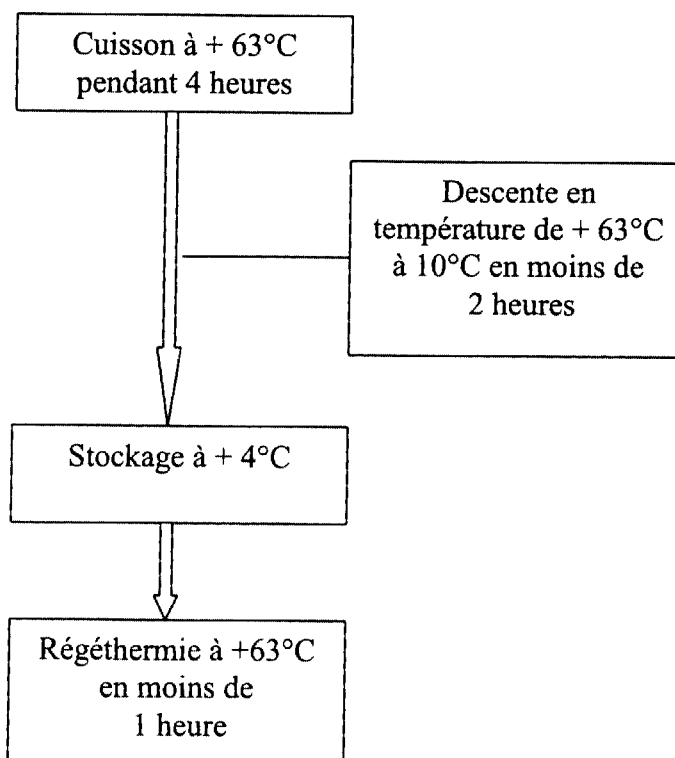 Cuisson à + 63°C
pendant 4 heures
Descente en
température de + 63°C
à 10°C en moins de
2 heures
Stockage à + 4°C
Régéthermie à +63°C
en moins de
1 heure